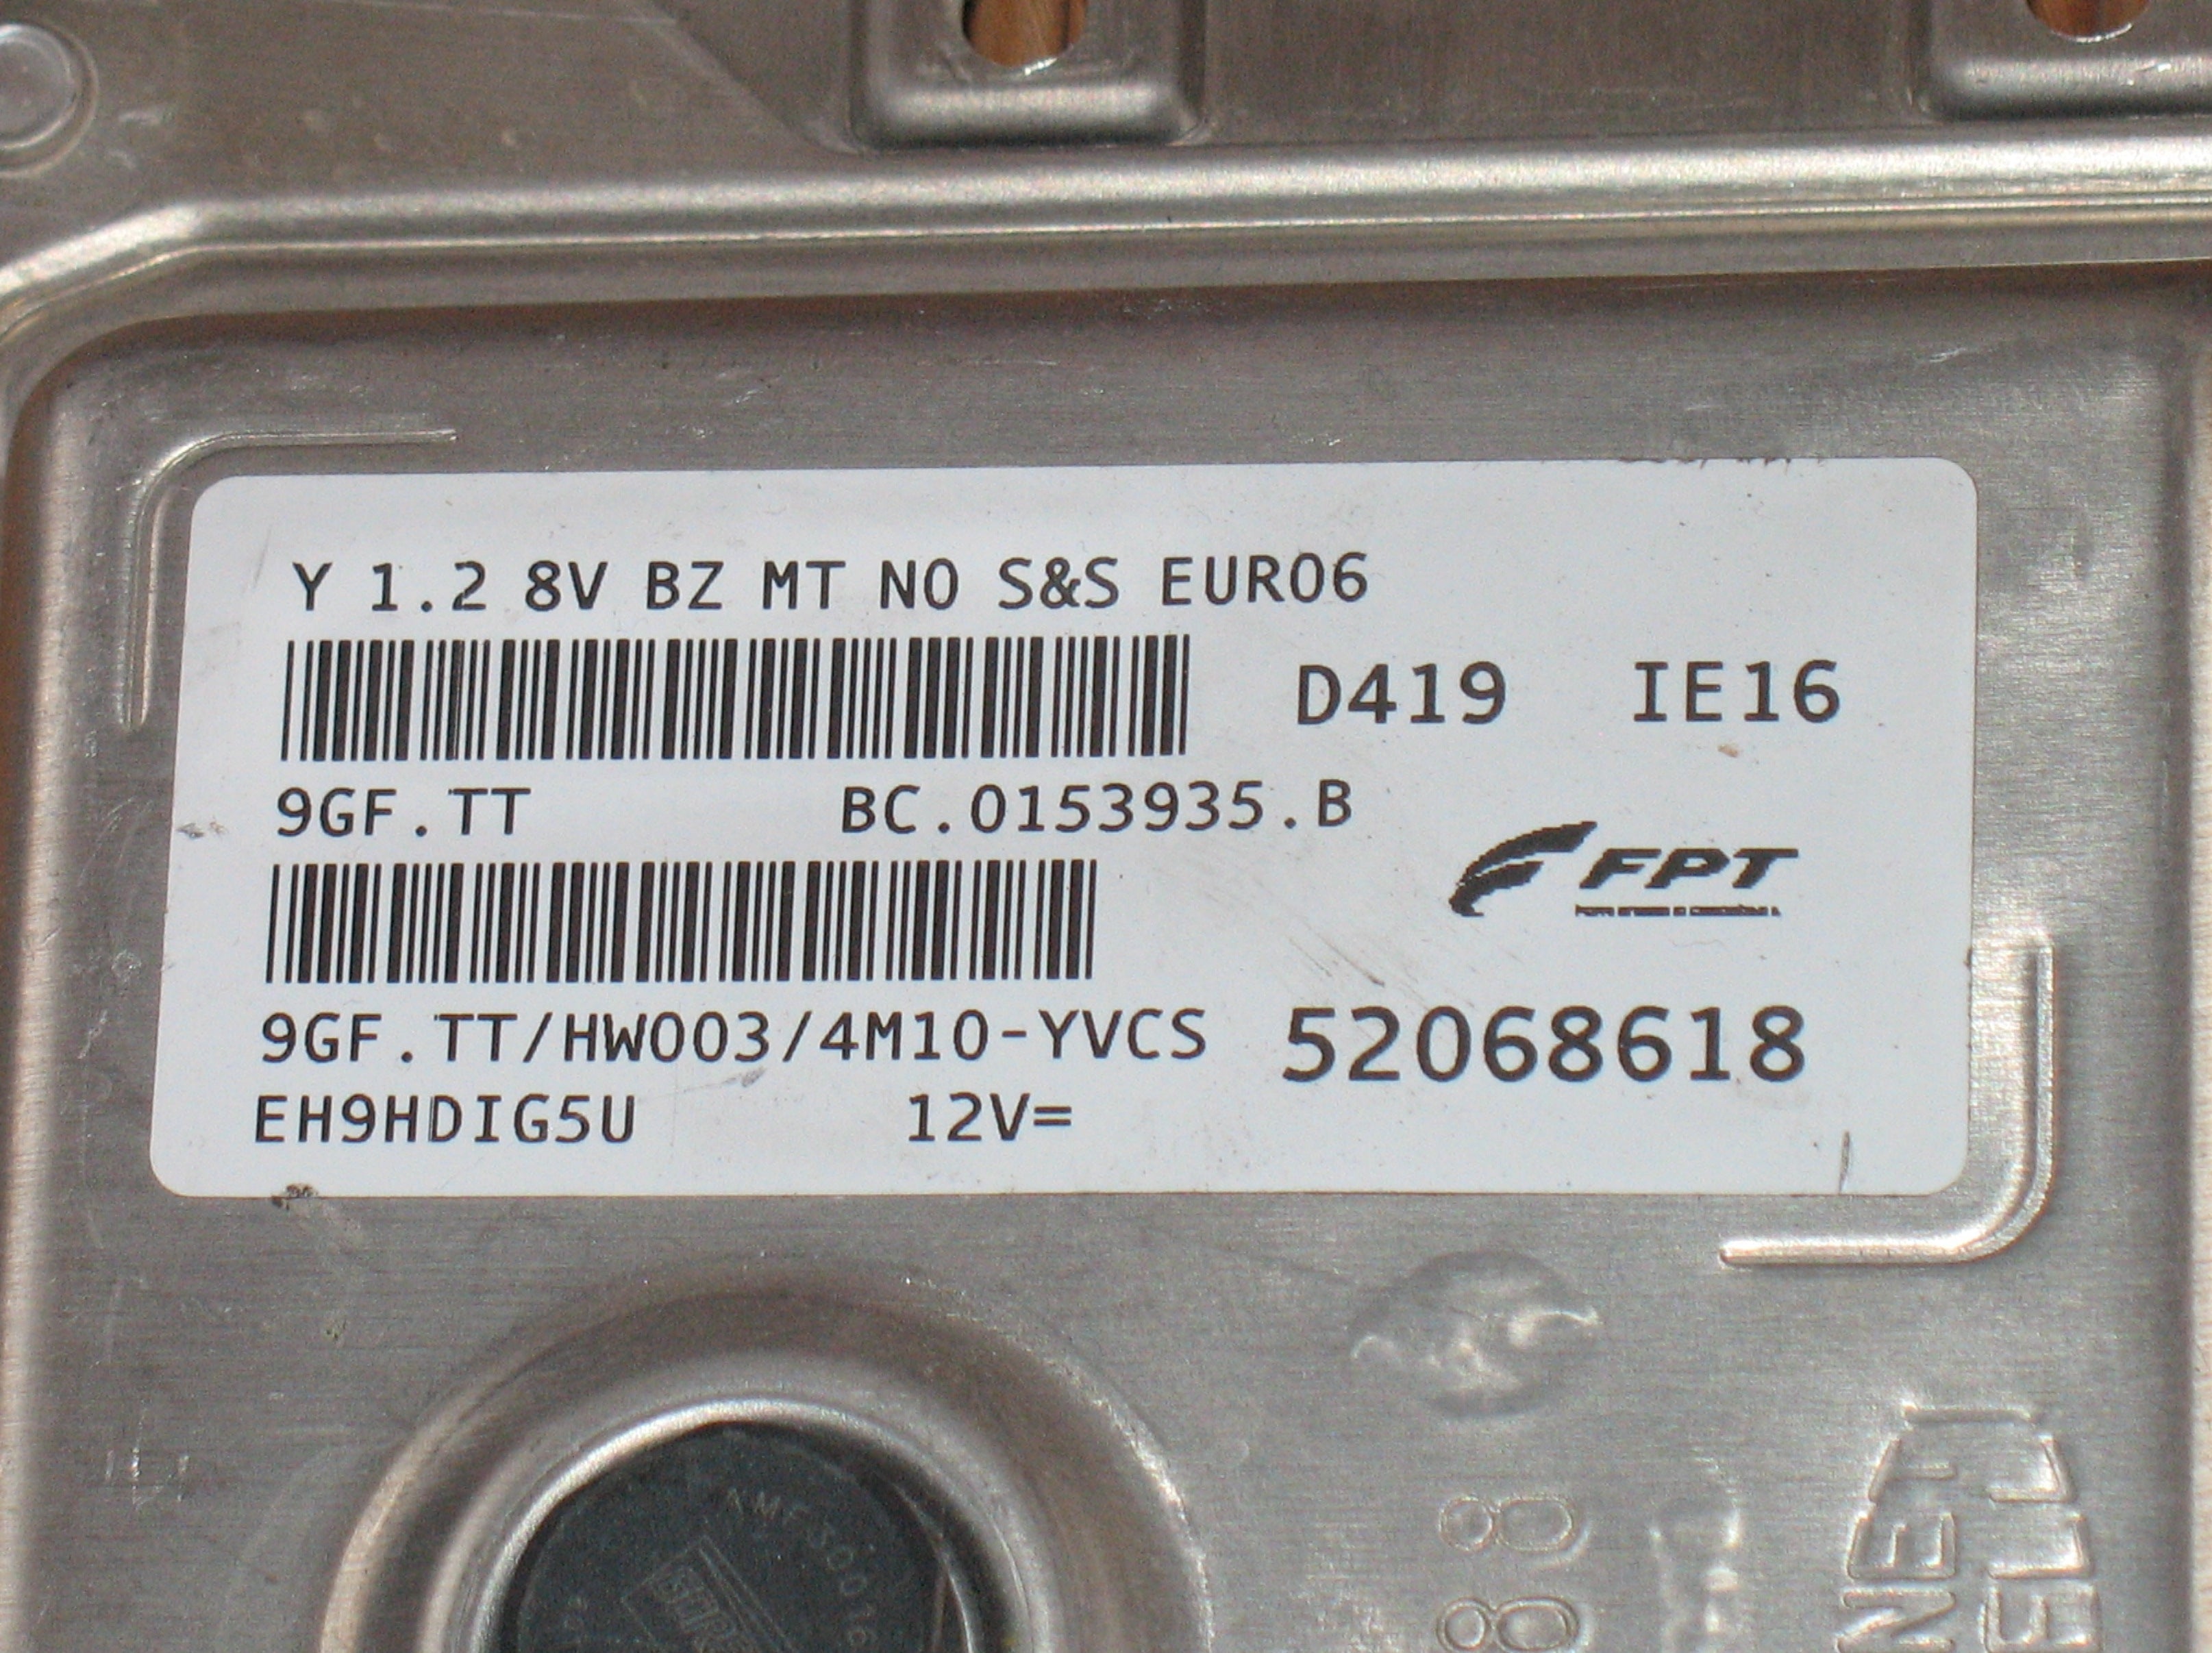 Y 1.2 8V BZ MT NO S&S EURO6
D419 IE16
9GF.TT BC.0153935.B
FPT
9GF.TT/HW003/4M10-YVCS 52068618
EH9HDIG5U 12V=
88